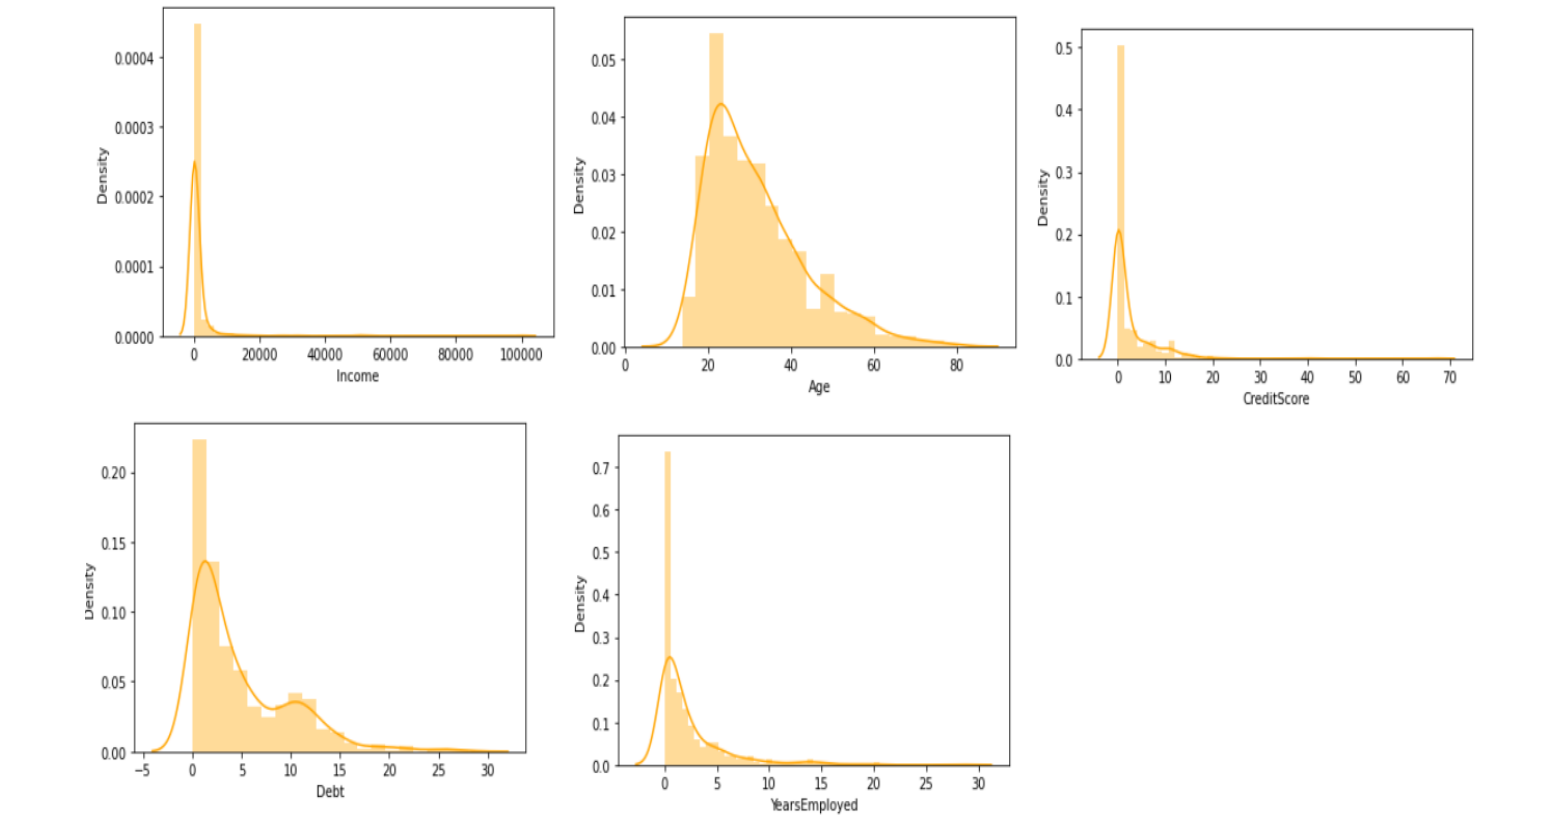 0.0004
0.0003
0.0002
0.0001
0.0000
Density
0 20000 40000 60000 80000 100000
Income
0.05
0.04
0.03
0.02
0.01
0.00
Density
0 20 40 60 80
Age
0.5
0.4
0.3
0.2
0.1
0.0
Density
0 10 20 30 40 50 60 70
CreditScore
0.20
0.15
0.10
0.05
0.00
Density
−5 0 5 10 15 20 25 30
Debt
0.7
0.6
0.5
0.4
0.3
0.2
0.1
0.0
Density
0 5 10 15 20 25 30
YearsEmployed